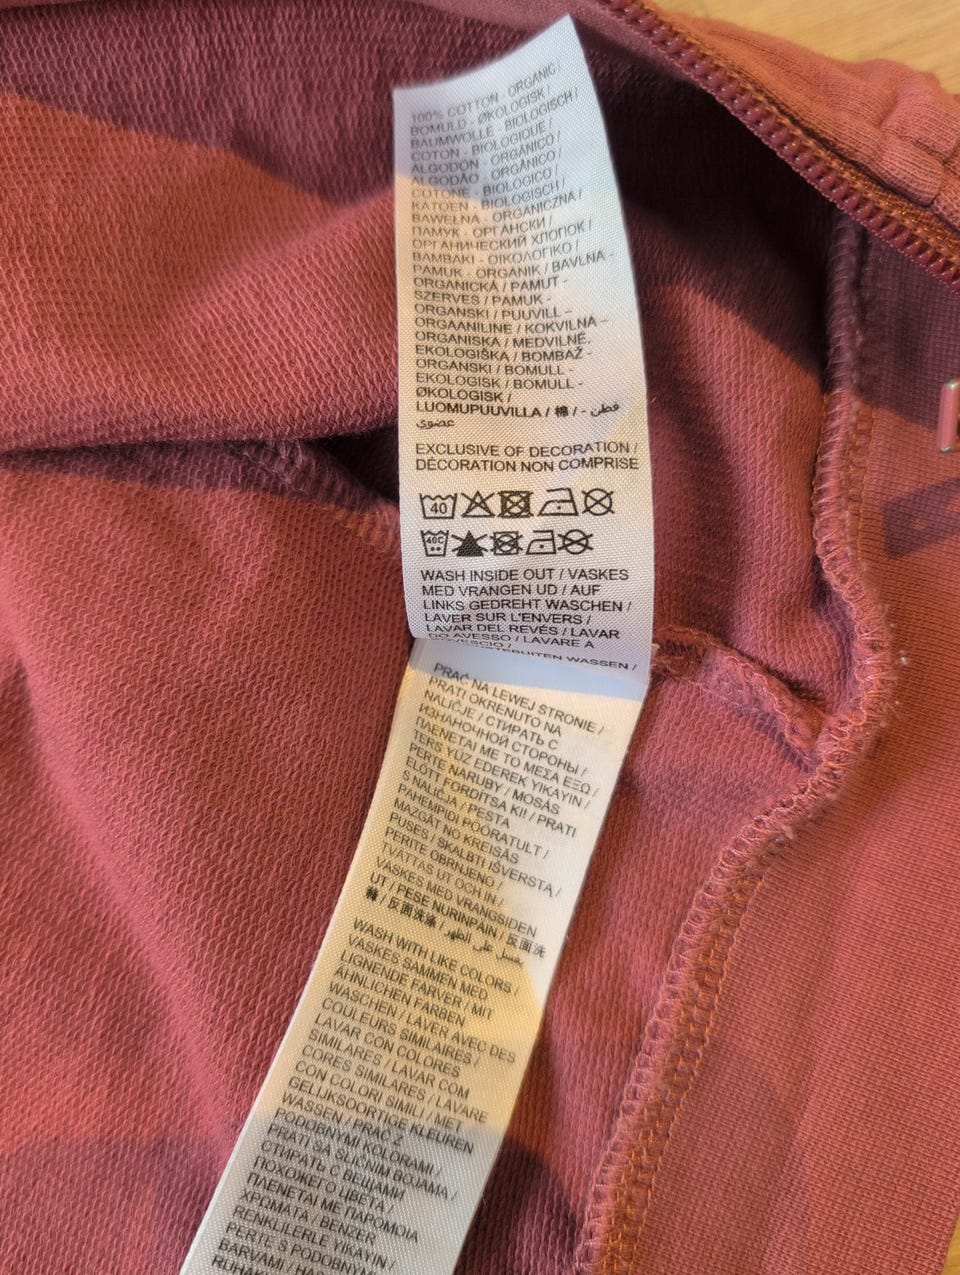 100% COTTON - ORGANIC /
BOMULD - ØKOLOGISK /
BAUMWOLLE - BIOLOGISCH /
COTON - BIOLOGIQUE /
ALGODÓN - ORGÁNICO /
ALGODÃO - ORGÂNICO /
COTONE - BIOLOGICO /
KATOEN - BIOLOGISCH /
BAWEŁNA - ORGANICZNA /
ПАМУК - ОРГАНСКИ /
ОРГАНИЧЕСКИЙ ХЛОПОК /
ΒΑΜΒΑΚΙ - ΟΙΚΟΛΟΓΙΚΟ /
PAMUK - ORGANIK / BAVLNA -
ORGANICKÁ / PAMUT -
SZERVES / PAMUK -
ORGANSKI / PUUVILL -
ORGAANILINE / KOKVILNA -
ORGANISKA / MEDVILNĖ,
EKOLOGIŠKA / BOMBAŽ -
ORGANSKI / BOMULL -
EKOLOGISK / BOMULL -
ØKOLOGISK /
LUOMUPUUVILLA / 棉 / - قطن
عضوي
EXCLUSIVE OF DECORATION /
DÉCORATION NON COMPRISE
40
40C
WASH INSIDE OUT / VASKES
MED VRANGEN UD / AUF
LINKS GEDREHT WASCHEN /
LAVER SUR L'ENVERS /
LAVAR DEL REVÉS / LAVAR
DO AVESSO / LAVARE A
WASSEN /
PRAĆ NA LEWEJ STRONIE /
PRATI OKRENUTO NA
NALIČJE / СТИРАТЬ С
ИЗНАНОЧНОЙ СТОРОНЫ /
ΠΛΕΝΕΤΑΙ ΜΕ ΤΟ ΜΕΣΑ ΕΞΩ /
TERS YÜZ EDEREK YIKAYIN /
PERTE NARUBY / MOSÁS
ELŐTT FORDÍTSA KI! / PRATI
S NALIČJA / PESTA
PAHEMPIDI PÖÖRATULT /
MAZGĀT NO KREISĀS
PUSES / SKALBTI IŠVERSTĄ /
PERITE OBRNJENO /
TVÄTTAS UT OCH IN /
VASKES MED VRANGSIDEN
UT / PESE NURINPAIN / 反面洗
/ 反面洗滌 / يغسل على الظهر /
WASH WITH LIKE COLORS /
VASKES SAMMEN MED
LIGNENDE FARVER / MIT
ÄHNLICHEN FARBEN
WASCHEN / LAVER AVEC DES
COULEURS SIMILAIRES /
LAVAR CON COLORES
SIMILARES / LAVAR COM
CORES SIMILARES / LAVARE
CON COLORI SIMILI / MET
GELIJKSOORTIGE KLEUREN
WASSEN / PRAĆ Z
PODOBNYMI KOLORAMI /
PRATI SA SLIČNIM BOJAMA /
СТИРАТЬ С ВЕЩАМИ
ПОХОЖЕГО ЦВЕТА /
ΠΛΕΝΕΤΑΙ ΜΕ ΠΑΡΟΜΟΙΑ
ΧΡΩΜΑΤΑ / BENZER
RENKLILERLE YIKAYIN /
PERTE S PODOBNÝMI
BARVAMI /